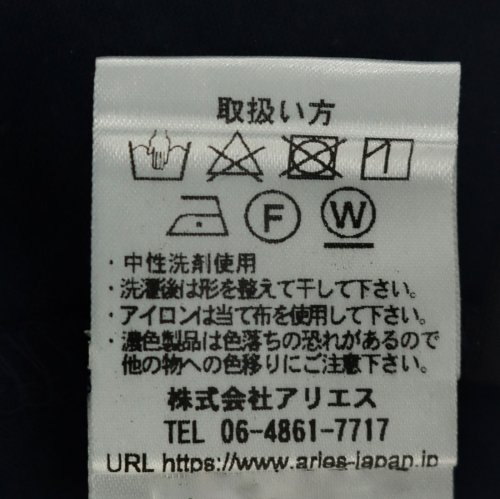 取扱い方
F W
・中性洗剤使用
・洗濯後は形を整えて干して下さい。
・アイロンは当て布を使用して下さい。
・濃色製品は色落ちの恐れがあるので
他の物への色移りにご注意下さい。
株式会社アリエス
TEL 06-4861-7717
URL https://www.aries-japan.jp